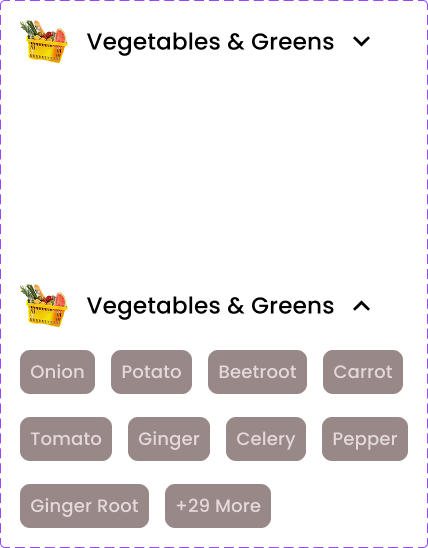 Vegetables & Greens
Vegetables & Greens
Onion Potato Beetroot Carrot
Tomato Ginger Celery Pepper
Ginger Root +29 More